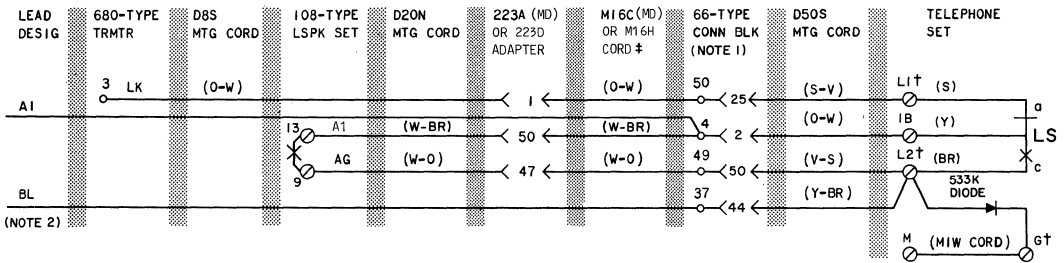 LEAD DESIG 680-TYPE TRMTR D8S MTG CORD 108-TYPE LSPK SET D20N MTG CORD 223A (MD) OR 223D ADAPTER M16C (MD) OR M16H CORD ‡ 66-TYPE CONN BLK (NOTE 1) D50S MTG CORD TELEPHONE SET
3 LK (O-W) 1 (O-W) 50 25 (S-V) L1† (S) a
A1 4 (O-W) LS
13 A1 (W-BR) 50 (W-BR) 2 1B (Y)
9 AG (W-O) 47 (W-O) 49 50 (V-S) L2† (BR) c
BL 37 44 (Y-BR) 533K DIODE
(NOTE 2) M (MIW CORD) G†